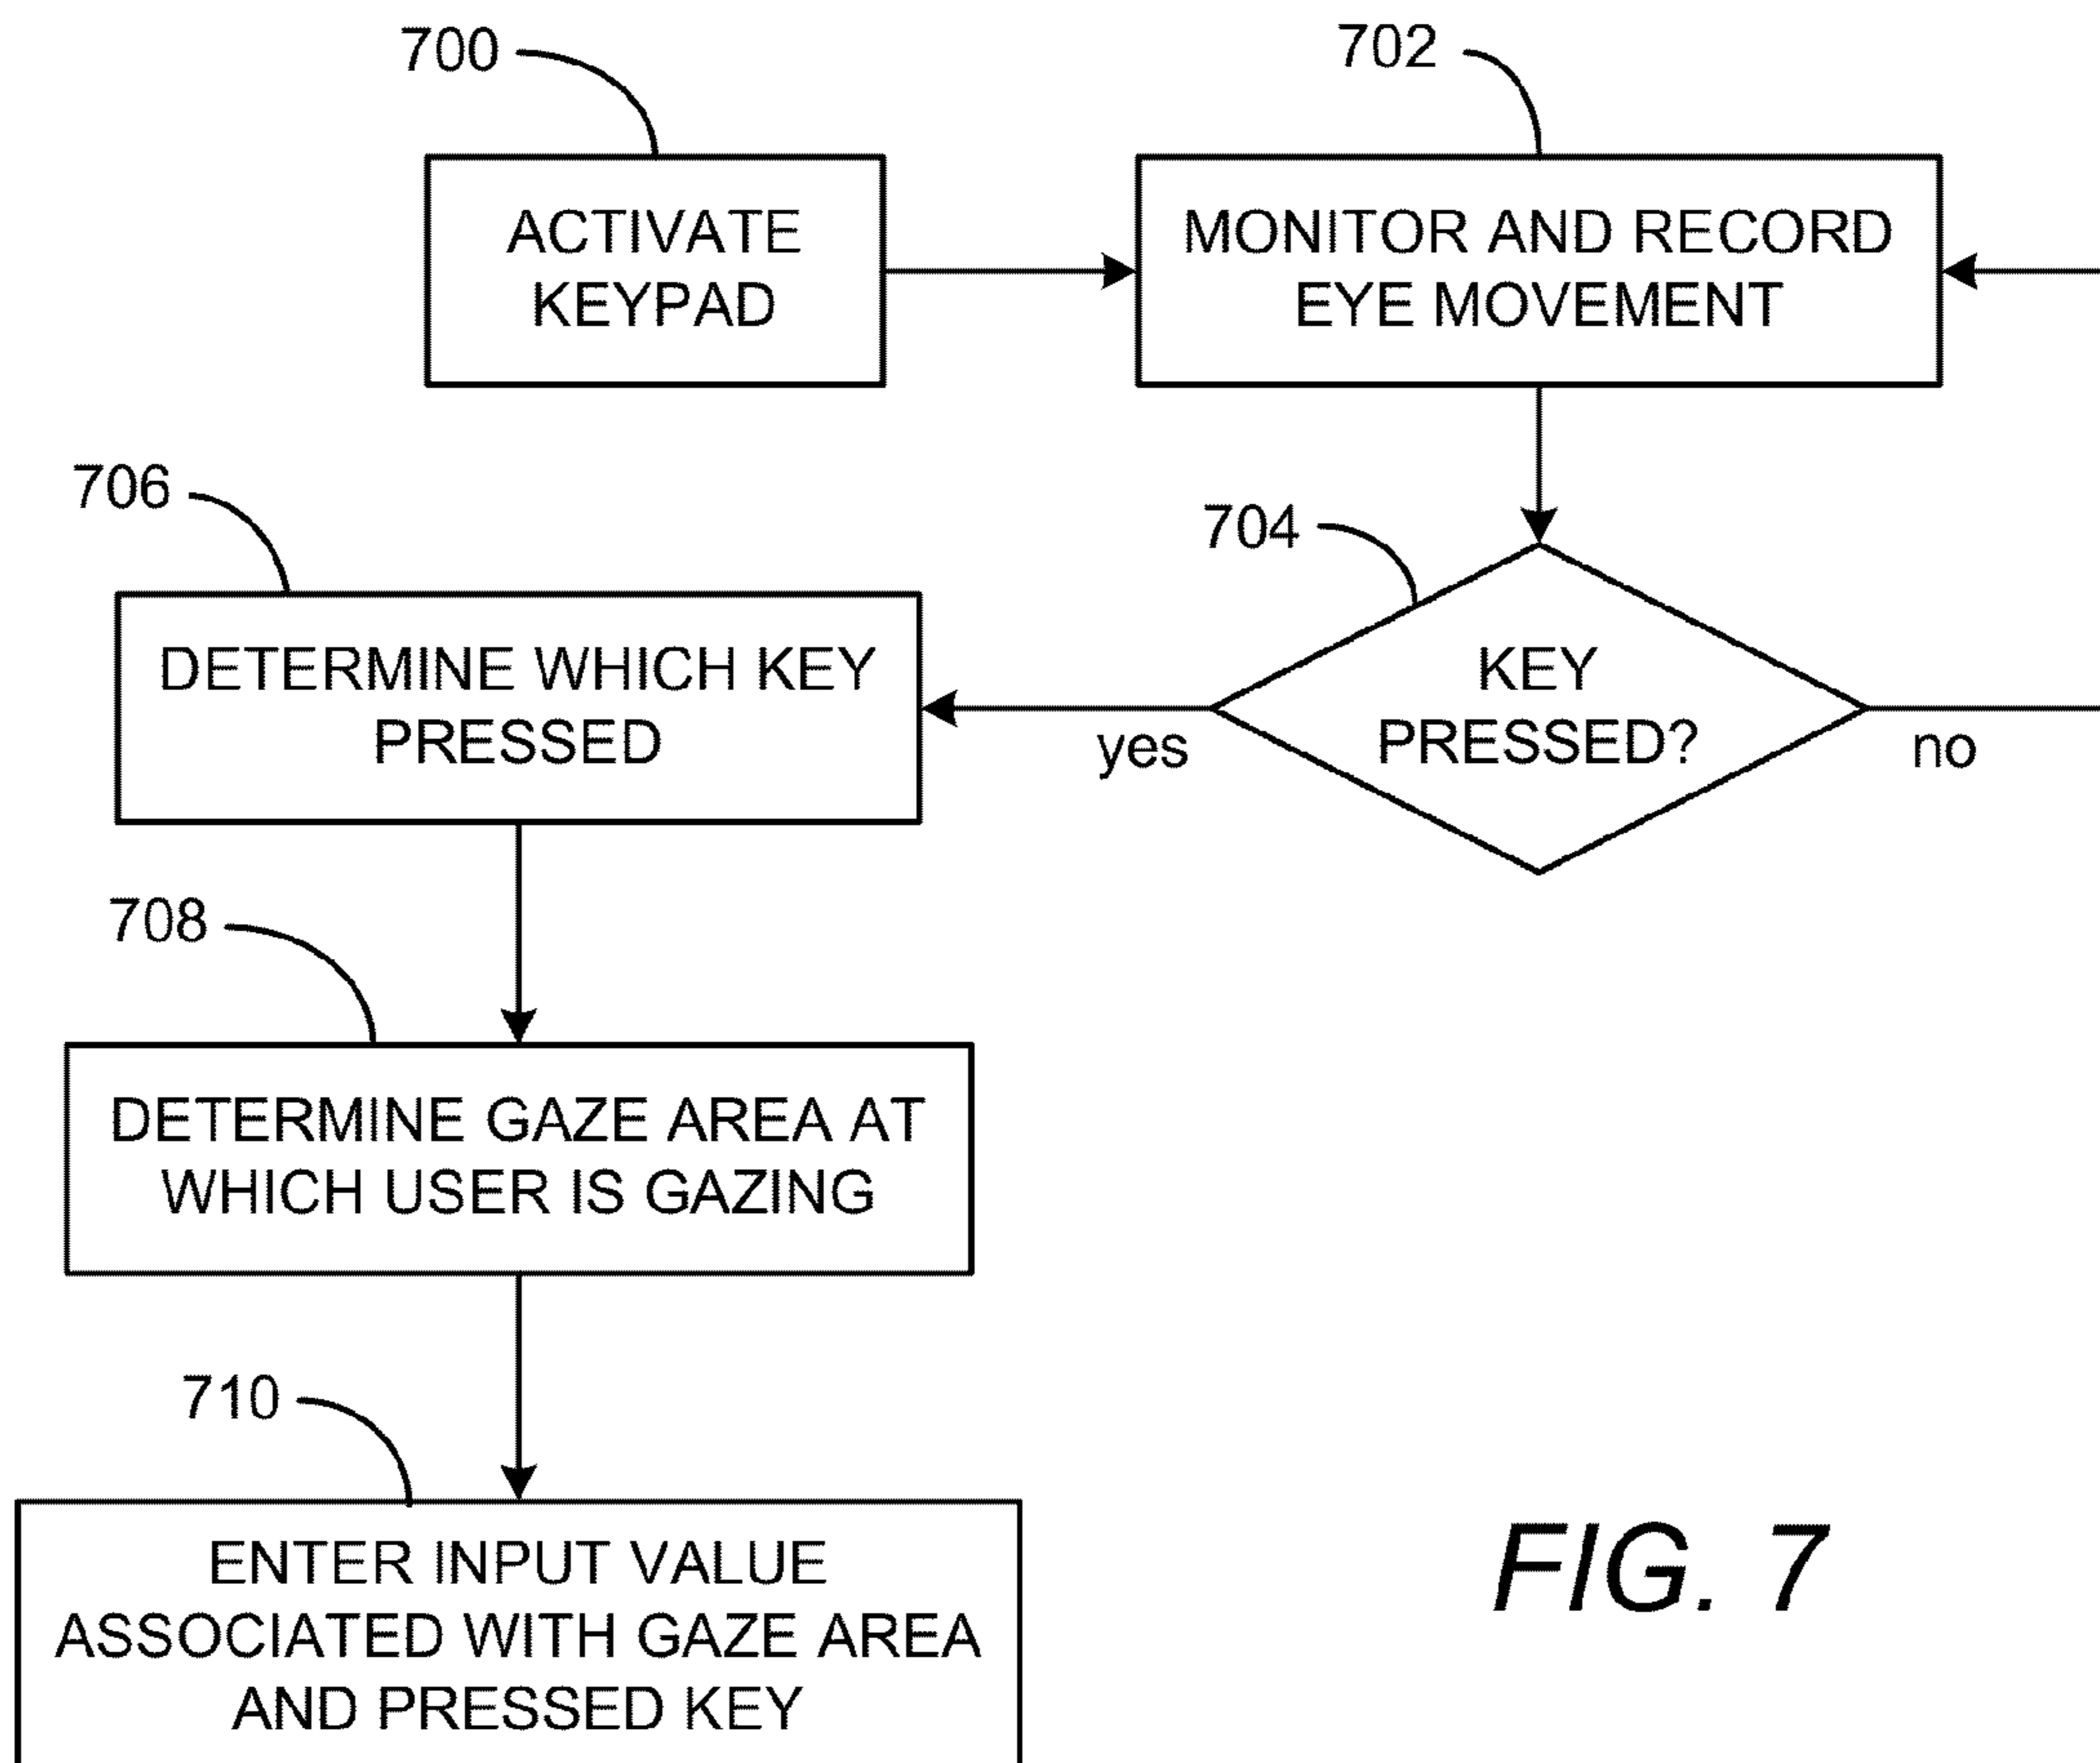 700
ACTIVATE
KEYPAD
702
MONITOR AND RECORD
EYE MOVEMENT
704
KEY
PRESSED?
yes
no
706
DETERMINE WHICH KEY
PRESSED
708
DETERMINE GAZE AREA AT
WHICH USER IS GAZING
710
ENTER INPUT VALUE
ASSOCIATED WITH GAZE AREA
AND PRESSED KEY
FIG. 7